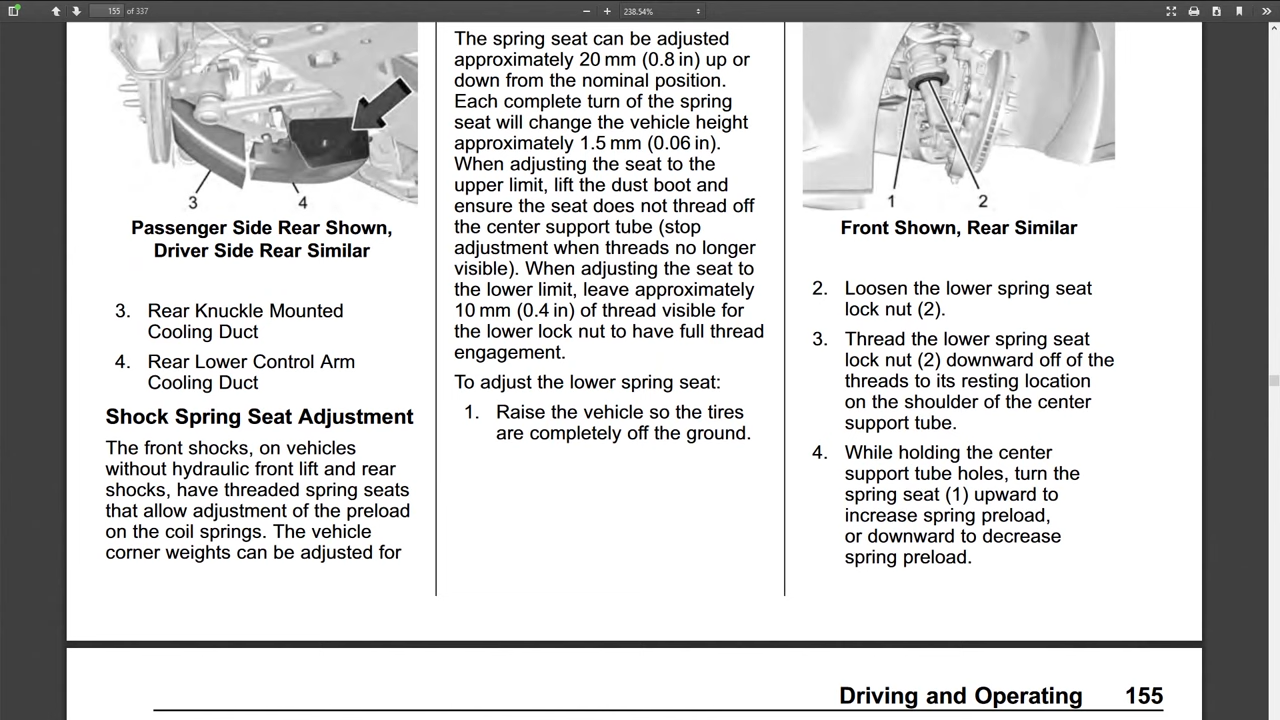 155 of 337
238.54%
3 4
Passenger Side Rear Shown,
Driver Side Rear Similar
3. Rear Knuckle Mounted
Cooling Duct
4. Rear Lower Control Arm
Cooling Duct
Shock Spring Seat Adjustment
The front shocks, on vehicles
without hydraulic front lift and rear
shocks, have threaded spring seats
that allow adjustment of the preload
on the coil springs. The vehicle
corner weights can be adjusted for
The spring seat can be adjusted
approximately 20 mm (0.8 in) up or
down from the nominal position.
Each complete turn of the spring
seat will change the vehicle height
approximately 1.5 mm (0.06 in).
When adjusting the seat to the
upper limit, lift the dust boot and
ensure the seat does not thread off
the center support tube (stop
adjustment when threads no longer
visible). When adjusting the seat to
the lower limit, leave approximately
10 mm (0.4 in) of thread visible for
the lower lock nut to have full thread
engagement.
To adjust the lower spring seat:
1. Raise the vehicle so the tires
are completely off the ground.
1 2
Front Shown, Rear Similar
2. Loosen the lower spring seat
lock nut (2).
3. Thread the lower spring seat
lock nut (2) downward off of the
threads to its resting location
on the shoulder of the center
support tube.
4. While holding the center
support tube holes, turn the
spring seat (1) upward to
increase spring preload,
or downward to decrease
spring preload.
Driving and Operating 155